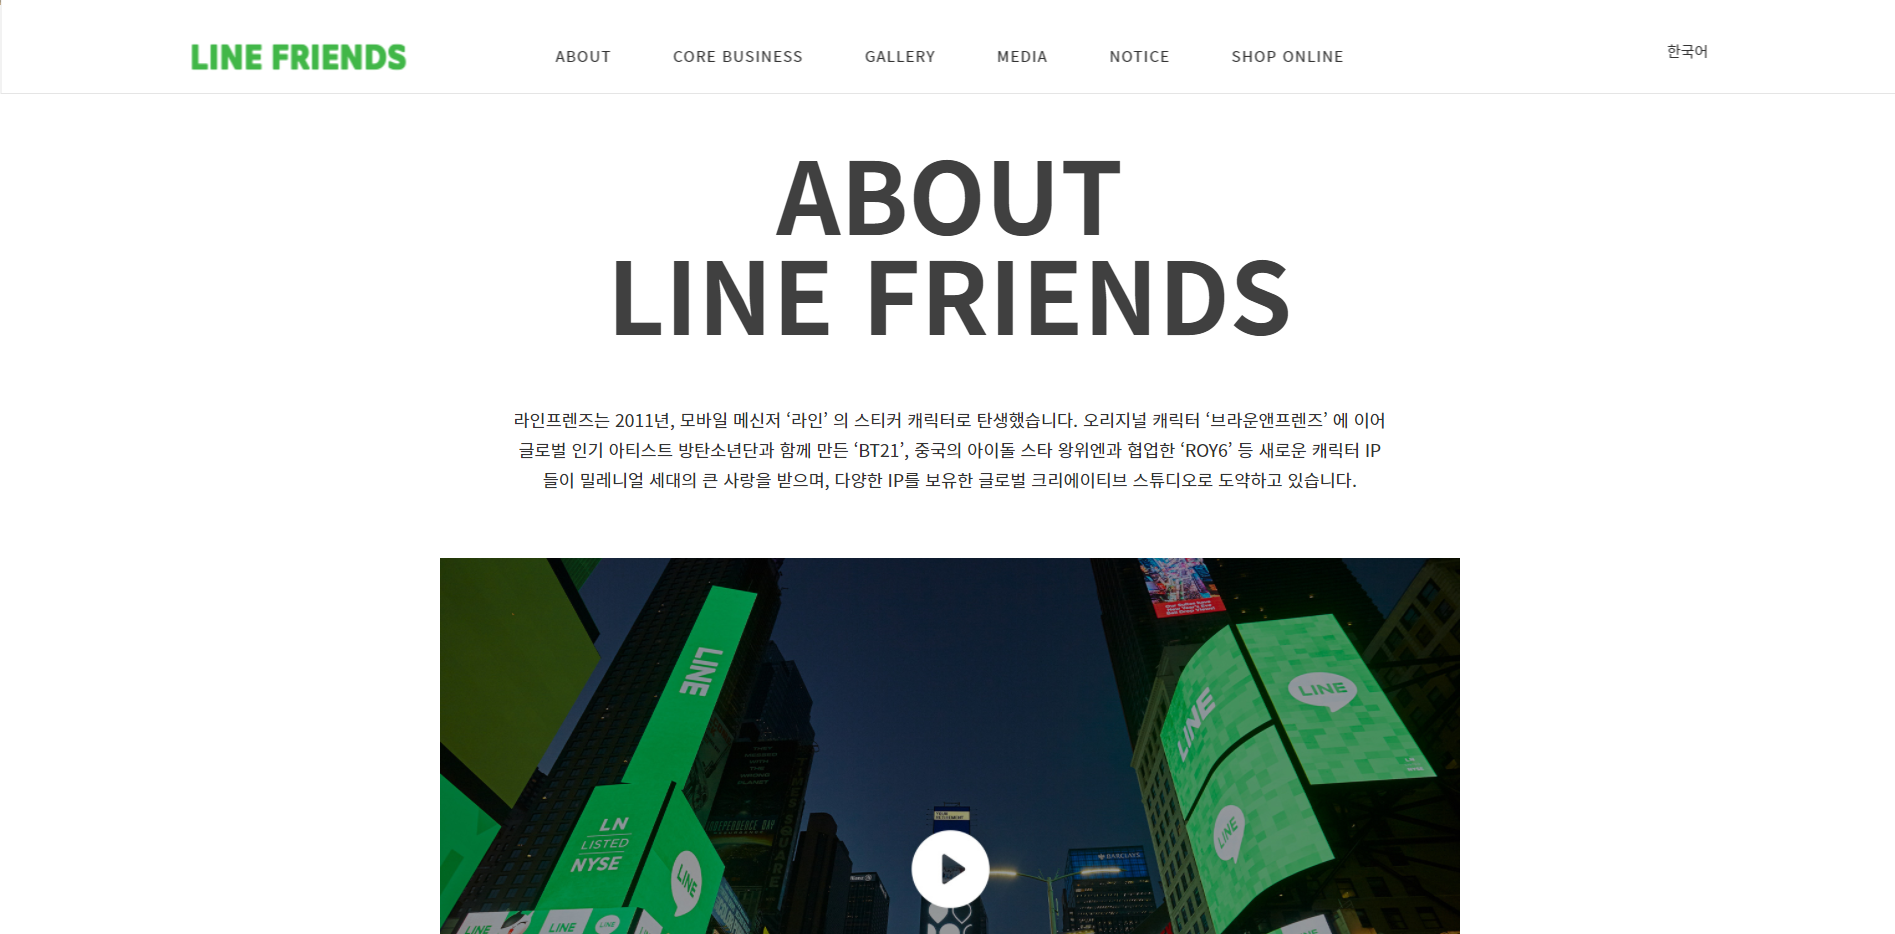 LINE FRIENDS
ABOUT
CORE BUSINESS
GALLERY
MEDIA
NOTICE
SHOP ONLINE
한국어
ABOUT
LINE FRIENDS
라인프렌즈는 2011년, 모바일 메신저 ‘라인’ 의 스티커 캐릭터로 탄생했습니다. 오리지널 캐릭터 ‘브라운앤프렌즈’ 에 이어
글로벌 인기 아티스트 방탄소년단과 함께 만든 ‘BT21’, 중국의 아이돌 스타 왕위엔과 협업한 ‘ROY6’ 등 새로운 캐릭터 IP
들이 밀레니얼 세대의 큰 사랑을 받으며, 다양한 IP를 보유한 글로벌 크리에이티브 스튜디오로 도약하고 있습니다.
LINE
LINE
LINE
LINE
LN
LISTED
NYSE
LINE
INDEPENDENCE DAY
TIMES SQUARE
BARCLAYS
LINE
LINE
LINE
LINE